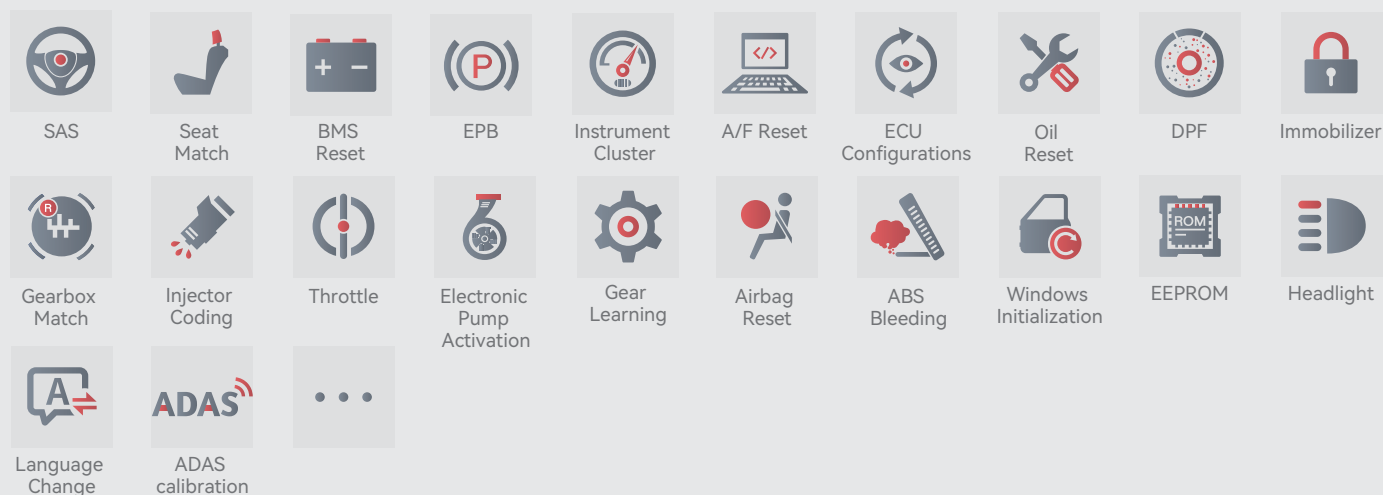 P
</>
SAS
Seat
Match
BMS
Reset
EPB
Instrument
Cluster
A/F Reset
ECU
Configurations
Oil
Reset
DPF
Immobilizer
R
ROM
Gearbox
Match
Injector
Coding
Throttle
Electronic
Pump
Activation
Gear
Learning
Airbag
Reset
ABS
Bleeding
Windows
Initialization
EEPROM
Headlight
A
ADAS
Language
Change
ADAS
calibration